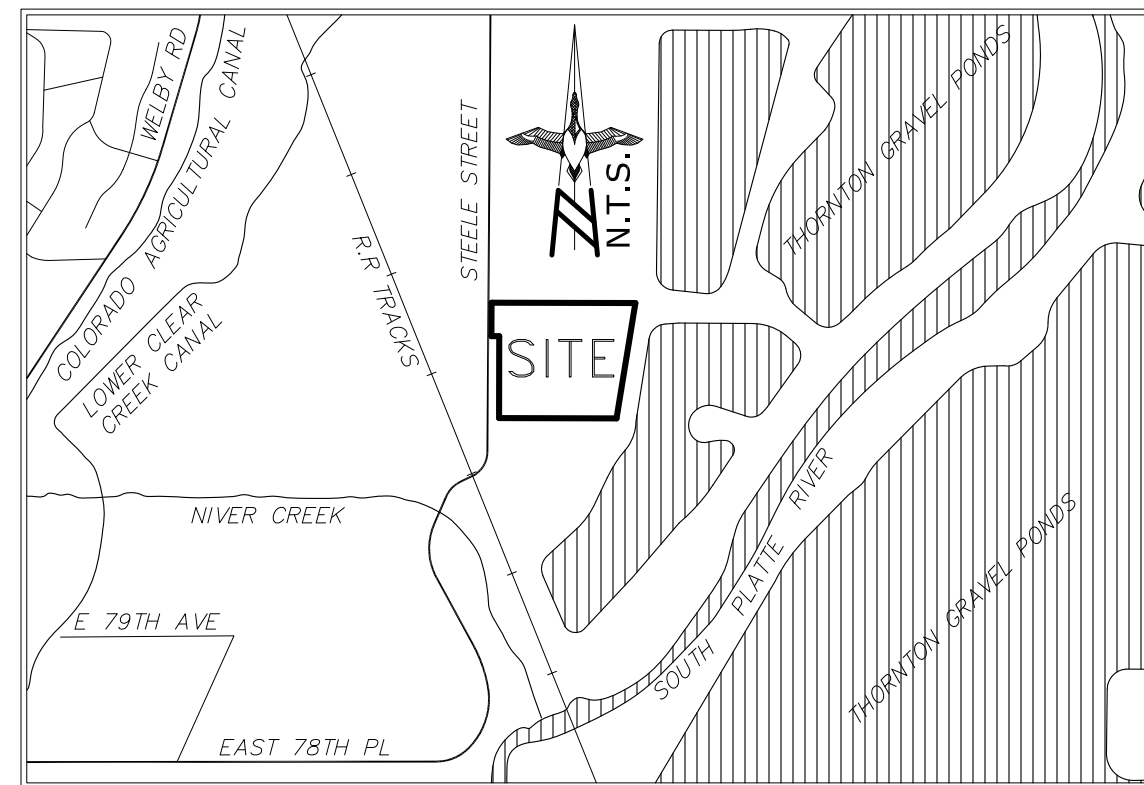 WELBY RD
COLORADO AGRICULTURAL CANAL
LOWER CLEAR
CREEK CANAL
R.R TRACKS
STEELE STREET
N
N.T.S.
THORNTON GRAVEL PONDS
SITE
NIVER CREEK
SOUTH PLATTE RIVER
THORNTON GRAVEL PONDS
E 79TH AVE
EAST 78TH PL